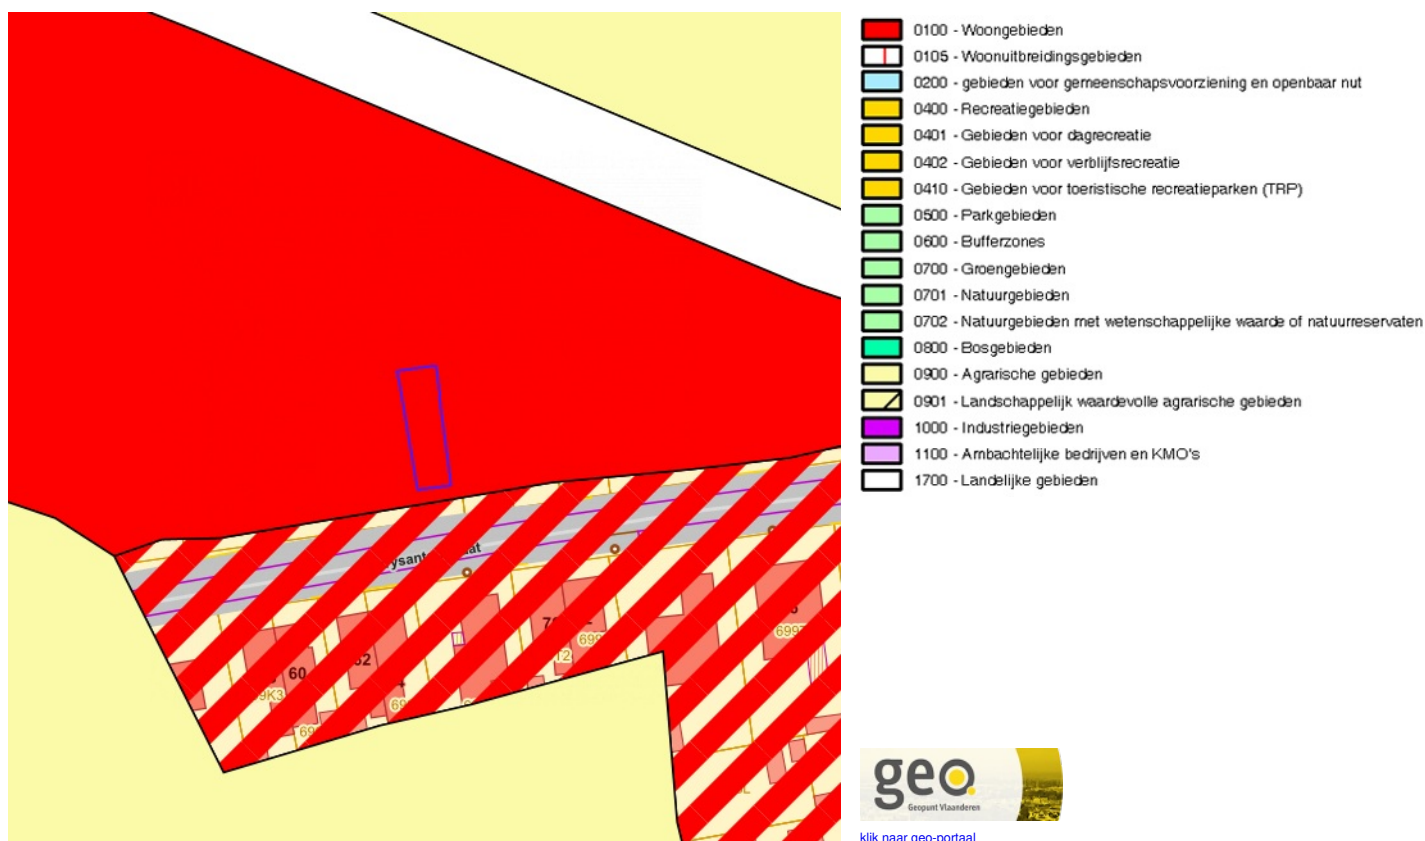 0100 - Woongebieden
0105 - Woonuitbreidingsgebieden
0200 - gebieden voor gemeenschapsvoorziening en openbaar nut
0400 - Recreatiegebieden
0401 - Gebieden voor dagrecreatie
0402 - Gebieden voor verblijfsrecreatie
0410 - Gebieden voor toeristische recreatieparken (TRP)
0500 - Parkgebieden
0600 - Bufferzones
0700 - Groengebieden
0701 - Natuurgebieden
0702 - Natuurgebieden met wetenschappelijke waarde of natuurreservaten
0800 - Bosgebieden
0900 - Agrarische gebieden
0901 - Landschappelijk waardevolle agrarische gebieden
1000 - Industriegebieden
1100 - Ambachtelijke bedrijven en KMO's
1700 - Landelijke gebieden
60
geo
Geopunt Vlaanderen
klik naar geo-portaal